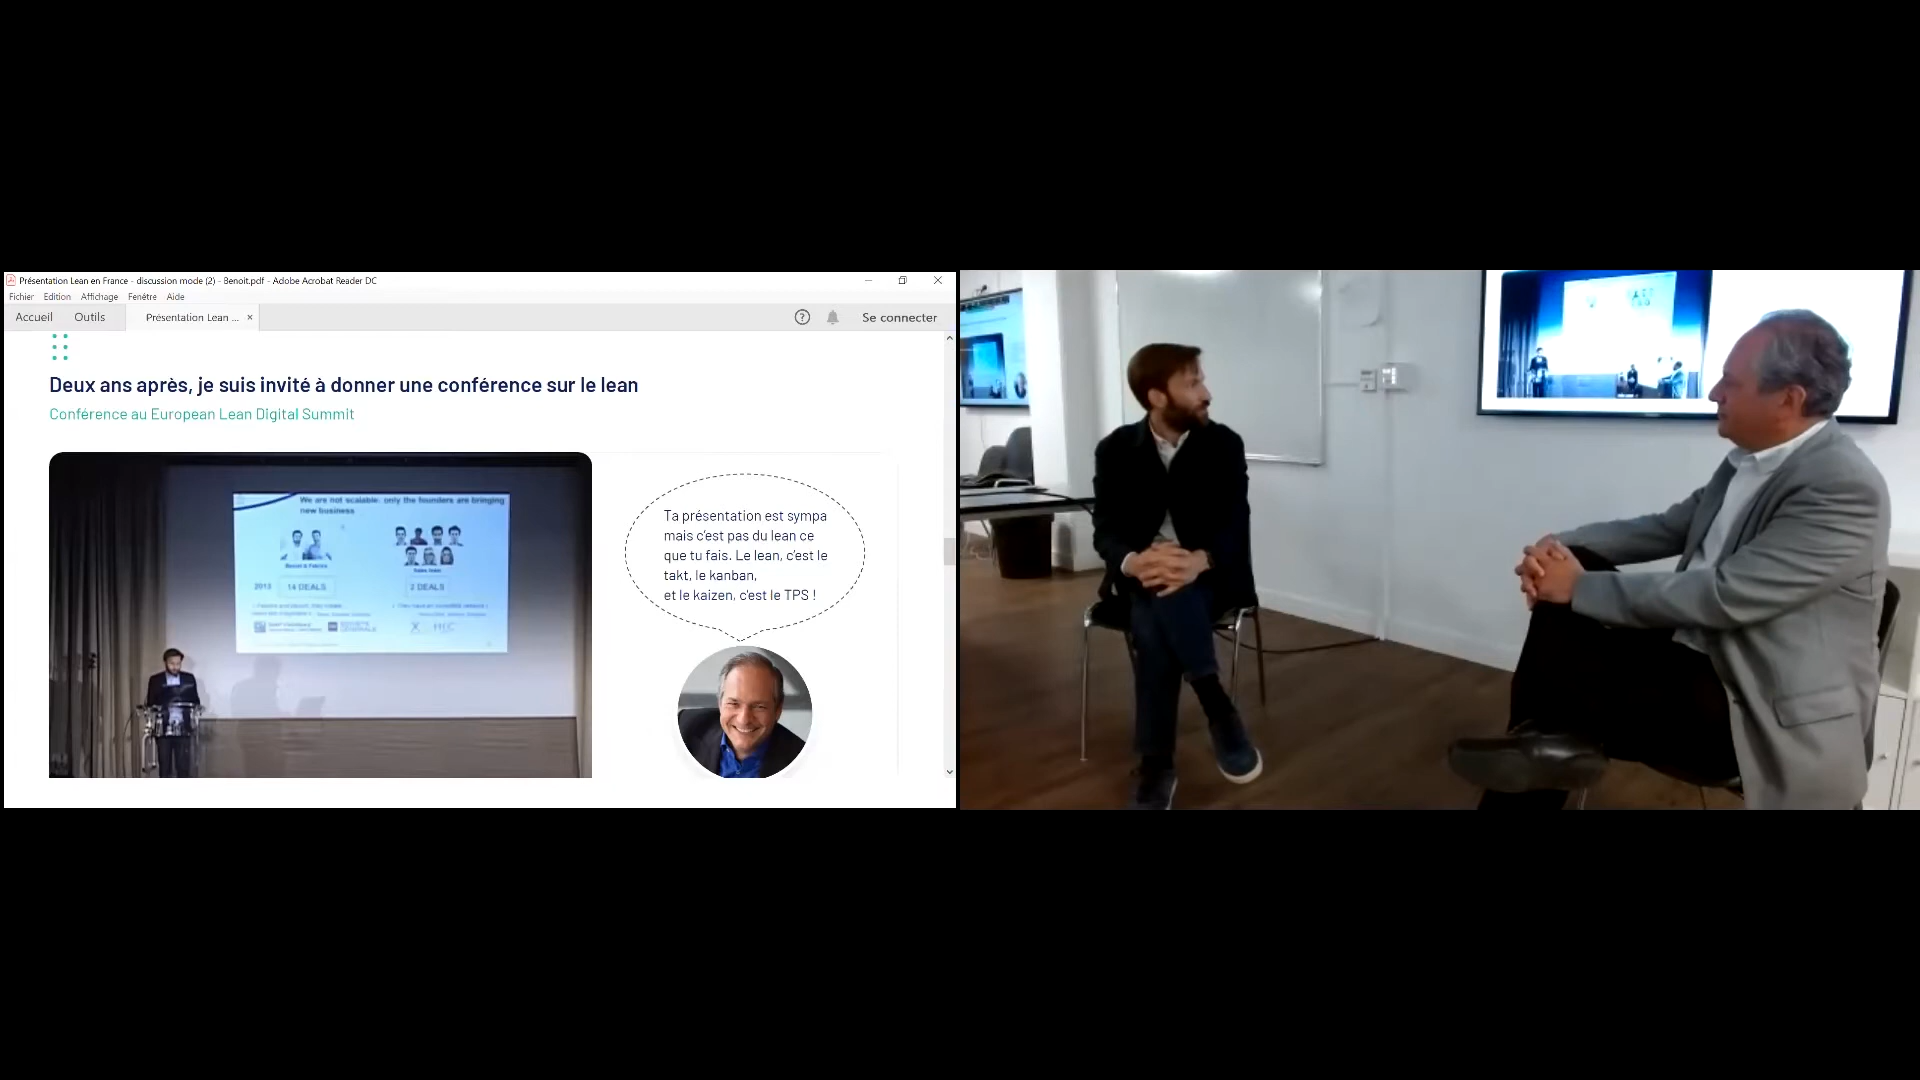 Présentation Lean en France - discussion mode (2) - Benoit.pdf - Adobe Acrobat Reader DC
Fichier Edition Affichage Fenêtre Aide
Accueil Outils Présentation Lean ... × Se connecter
Deux ans après, je suis invité à donner une conférence sur le lean
Conférence au European Lean Digital Summit
We are not scalable: only the founders are bringing
new business
2013 14 DEALS 2 DEALS
HEC
Ta présentation est sympa
mais c'est pas du lean ce
que tu fais. Le lean, c'est le
takt, le kanban,
et le kaizen, c'est le TPS !